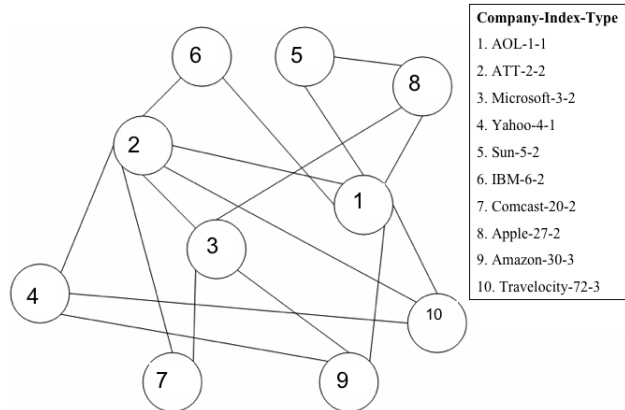 6
5
8
2
1
3
4
10
7
9
Company-Index-Type
1. AOL-1-1
2. ATT-2-2
3. Microsoft-3-2
4. Yahoo-4-1
5. Sun-5-2
6. IBM-6-2
7. Comcast-20-2
8. Apple-27-2
9. Amazon-30-3
10. Travelocity-72-3